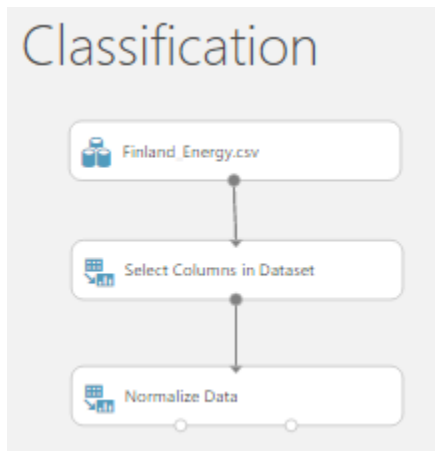 Classification
Finland_Energy.csv
Select Columns in Dataset
Normalize Data